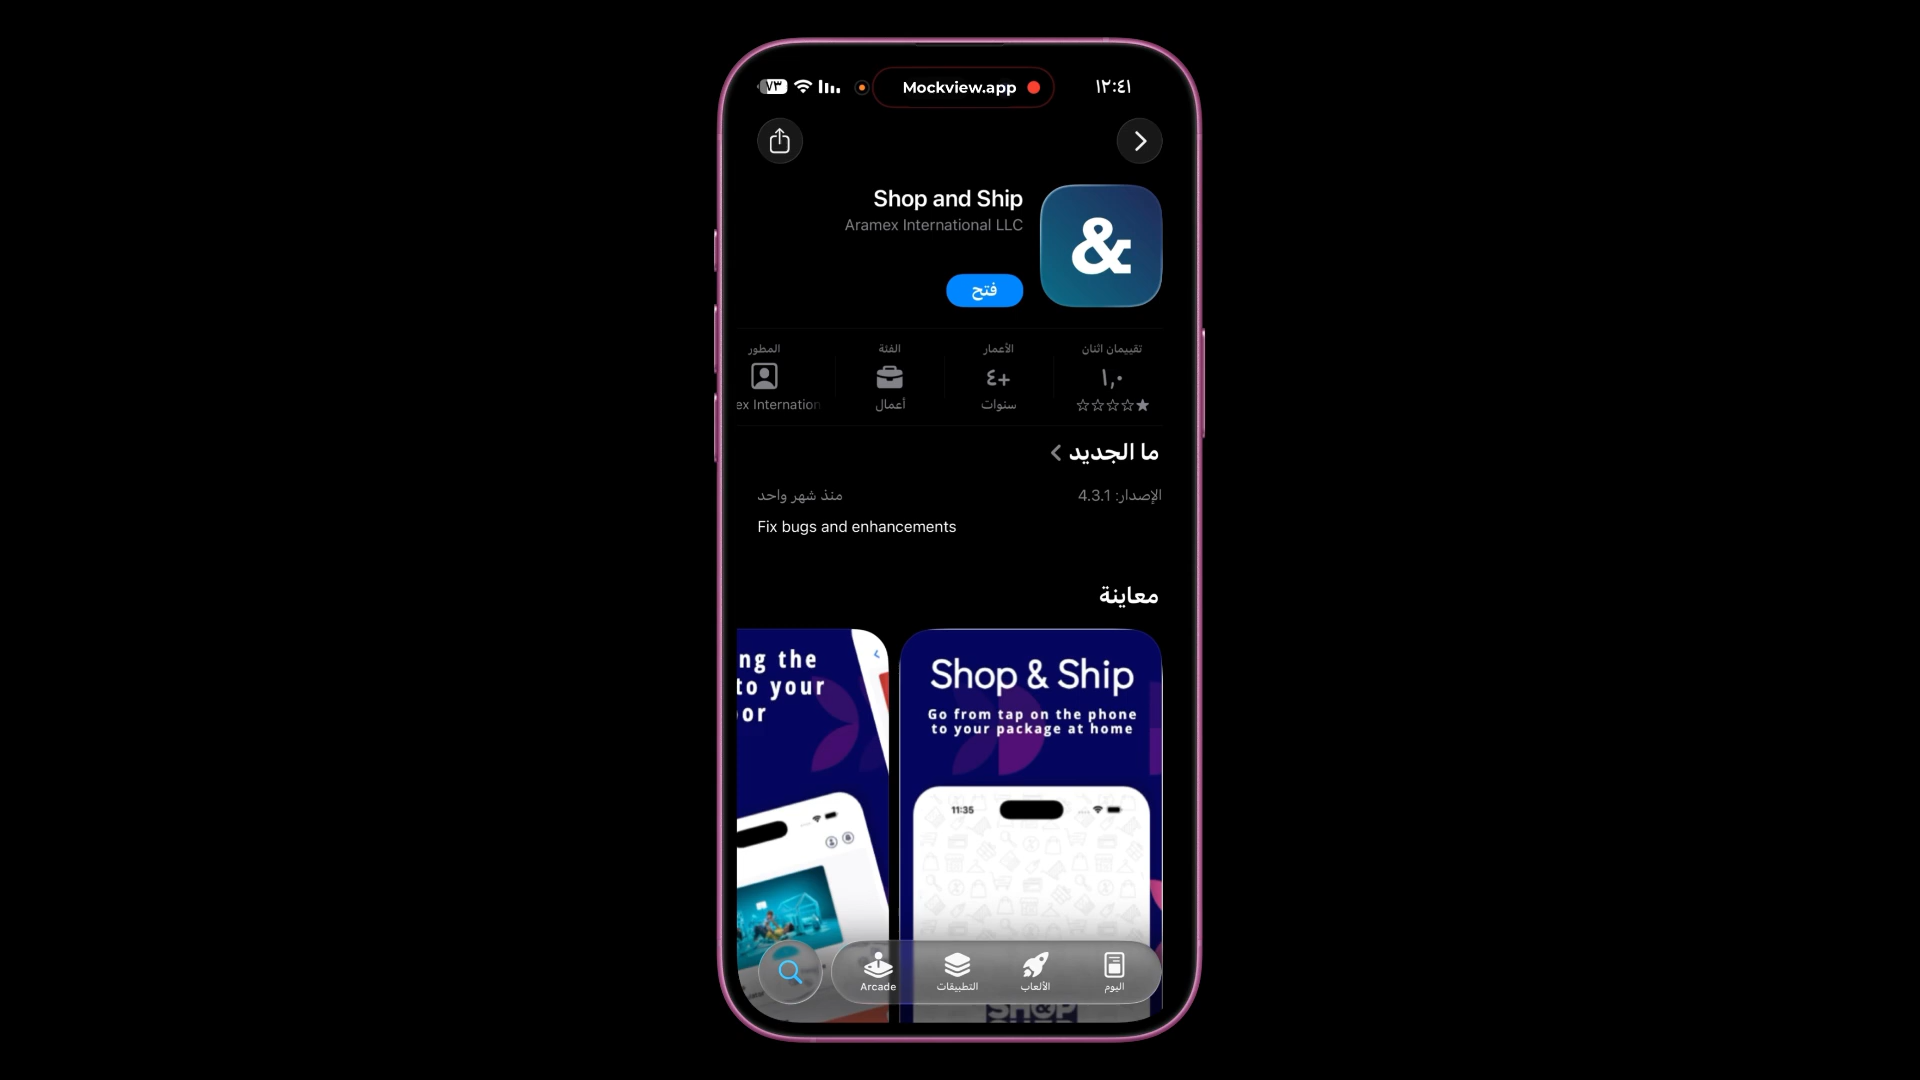 ١٢:٤١
Mockview.app
٧٣
Shop and Ship
Aramex International LLC
فتح
&
تقييمان اثنان
١,٠
الأعمار
+٤
سنوات
الفئة
أعمال
المطور
ex Internation
ما الجديد
الإصدار: 4.3.1
منذ شهر واحد
Fix bugs and enhancements
معاينة
Shop & Ship
Go from tap on the phone
to your package at home
11:35
ng the
to your
or
SHOP
اليوم
الألعاب
التطبيقات
Arcade